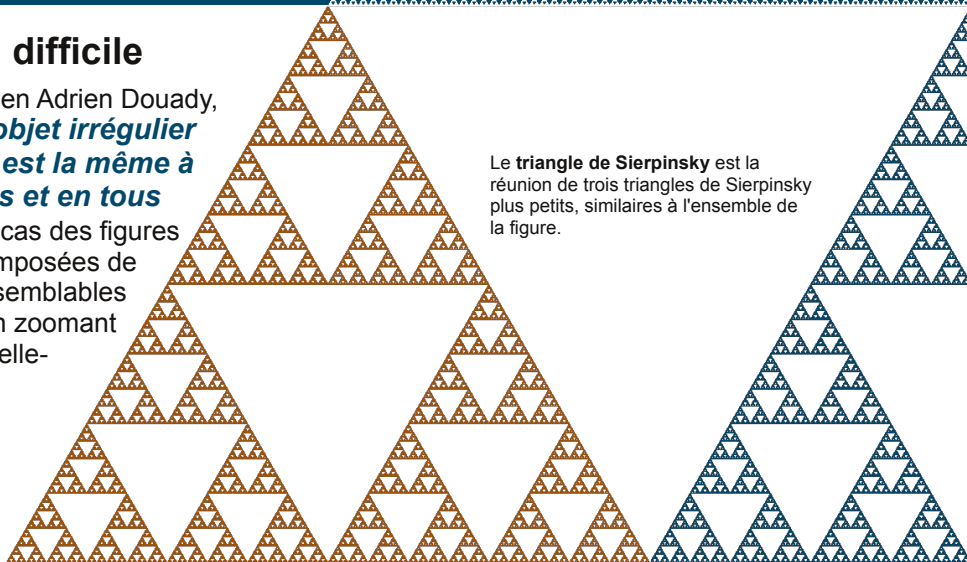 difficile
en Adrien Douady,
objet irrégulier
est la même à
s et en tous
cas des figures
mposées de
semblables
n zoomant
elle-
Le triangle de Sierpinsky est la
réunion de trois triangles de Sierpinsky
plus petits, similaires à l'ensemble de
la figure.